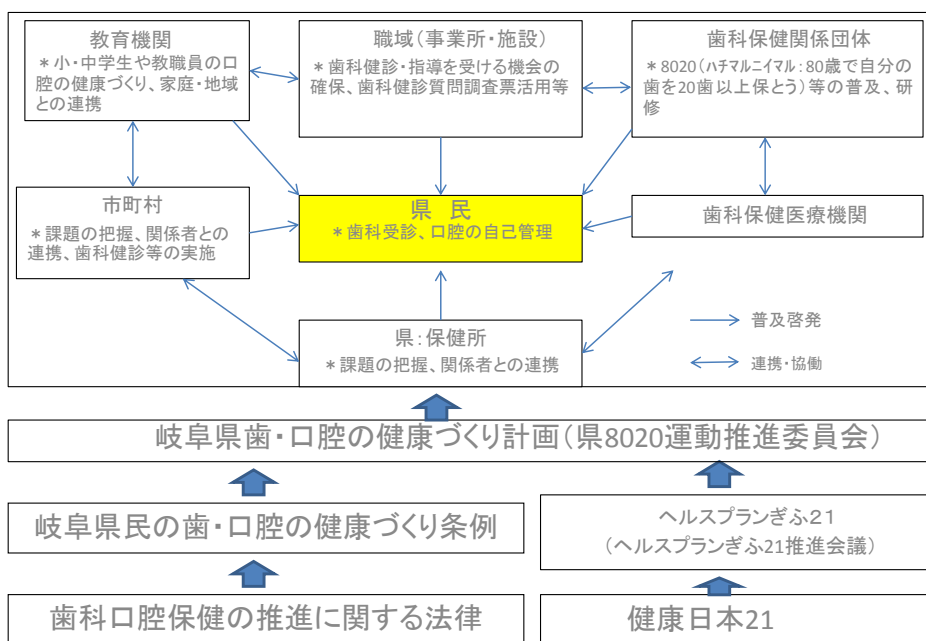 教育機関
＊小・中学生や教職員の口
腔の健康づくり、家庭・地域
との連携
職域(事業所・施設)
＊歯科健診・指導を受ける機会の
確保、歯科健診質問調査票活用等
歯科保健関係団体
＊8020(ﾊﾁﾏﾙﾆｲﾏﾙ:80歳で自分の
歯を20歯以上保とう)等の普及、研
修
市町村
＊課題の把握、関係者との
連携、歯科健診等の実施
県　民
＊歯科受診、口腔の自己管理
歯科保健医療機関
県:保健所
＊課題の把握、関係者との連携
普及啓発
連携・協働
岐阜県歯・口腔の健康づくり計画(県8020運動推進委員会)
岐阜県民の歯・口腔の健康づくり条例
ヘルスプランぎふ２１
(ヘルスプランぎふ21推進会議)
歯科口腔保健の推進に関する法律
健康日本21